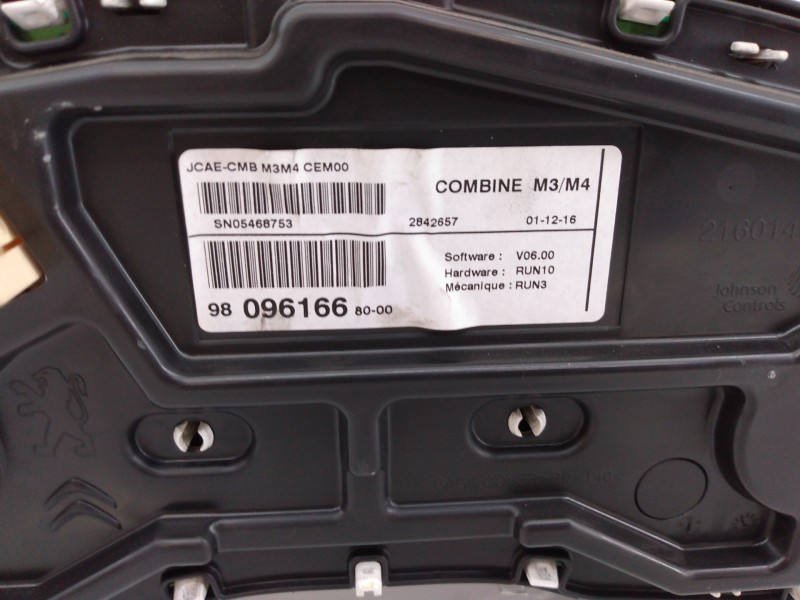 JCAE-CMB M3M4 CEM00
COMBINE M3/M4
SN05468753
2842657
01-12-16
Software : V06.00
Hardware : RUN10
Mécanique : RUN3
98 096166 80-00
216014
Johnson
Controls